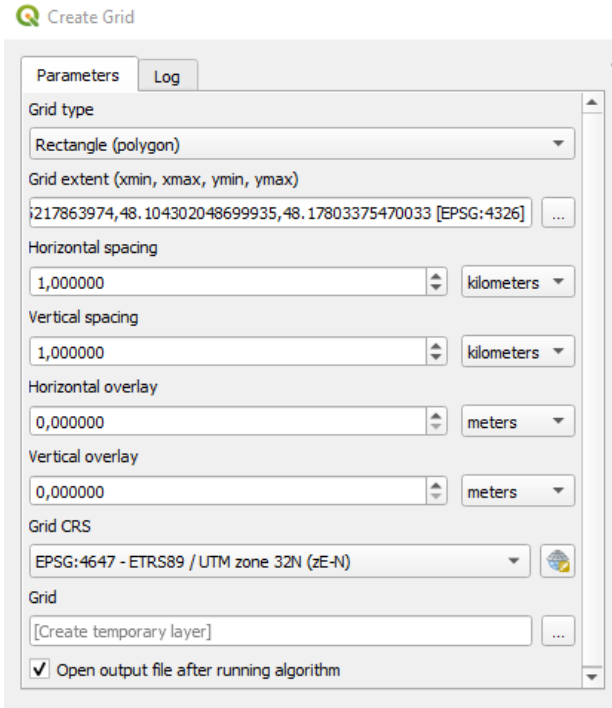 Create Grid
Parameters
Log
Grid type
Rectangle (polygon)
Grid extent (xmin, xmax, ymin, ymax)
5217863974,48.104302048699935,48.17803375470033 [EPSG:4326]
...
Horizontal spacing
1,000000
kilometers
Vertical spacing
1,000000
kilometers
Horizontal overlay
0,000000
meters
Vertical overlay
0,000000
meters
Grid CRS
EPSG:4647 - ETRS89 / UTM zone 32N (zE-N)
Grid
[Create temporary layer]
...
Open output file after running algorithm